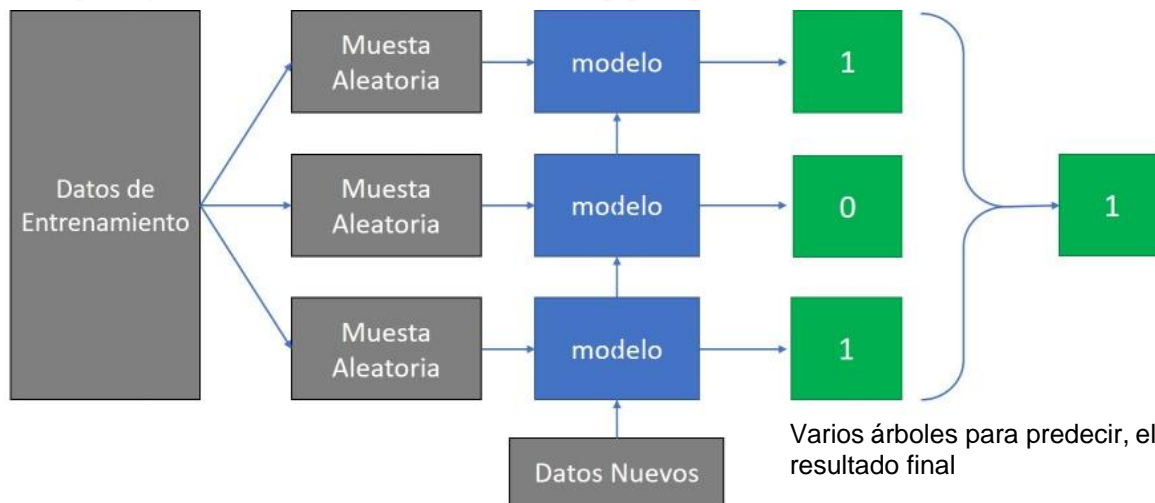 Datos de
Entrenamiento
Muesta
Aleatoria
modelo
1
Muesta
Aleatoria
modelo
0
1
Muesta
Aleatoria
modelo
1
Datos Nuevos
Varios árboles para predecir, el
resultado final